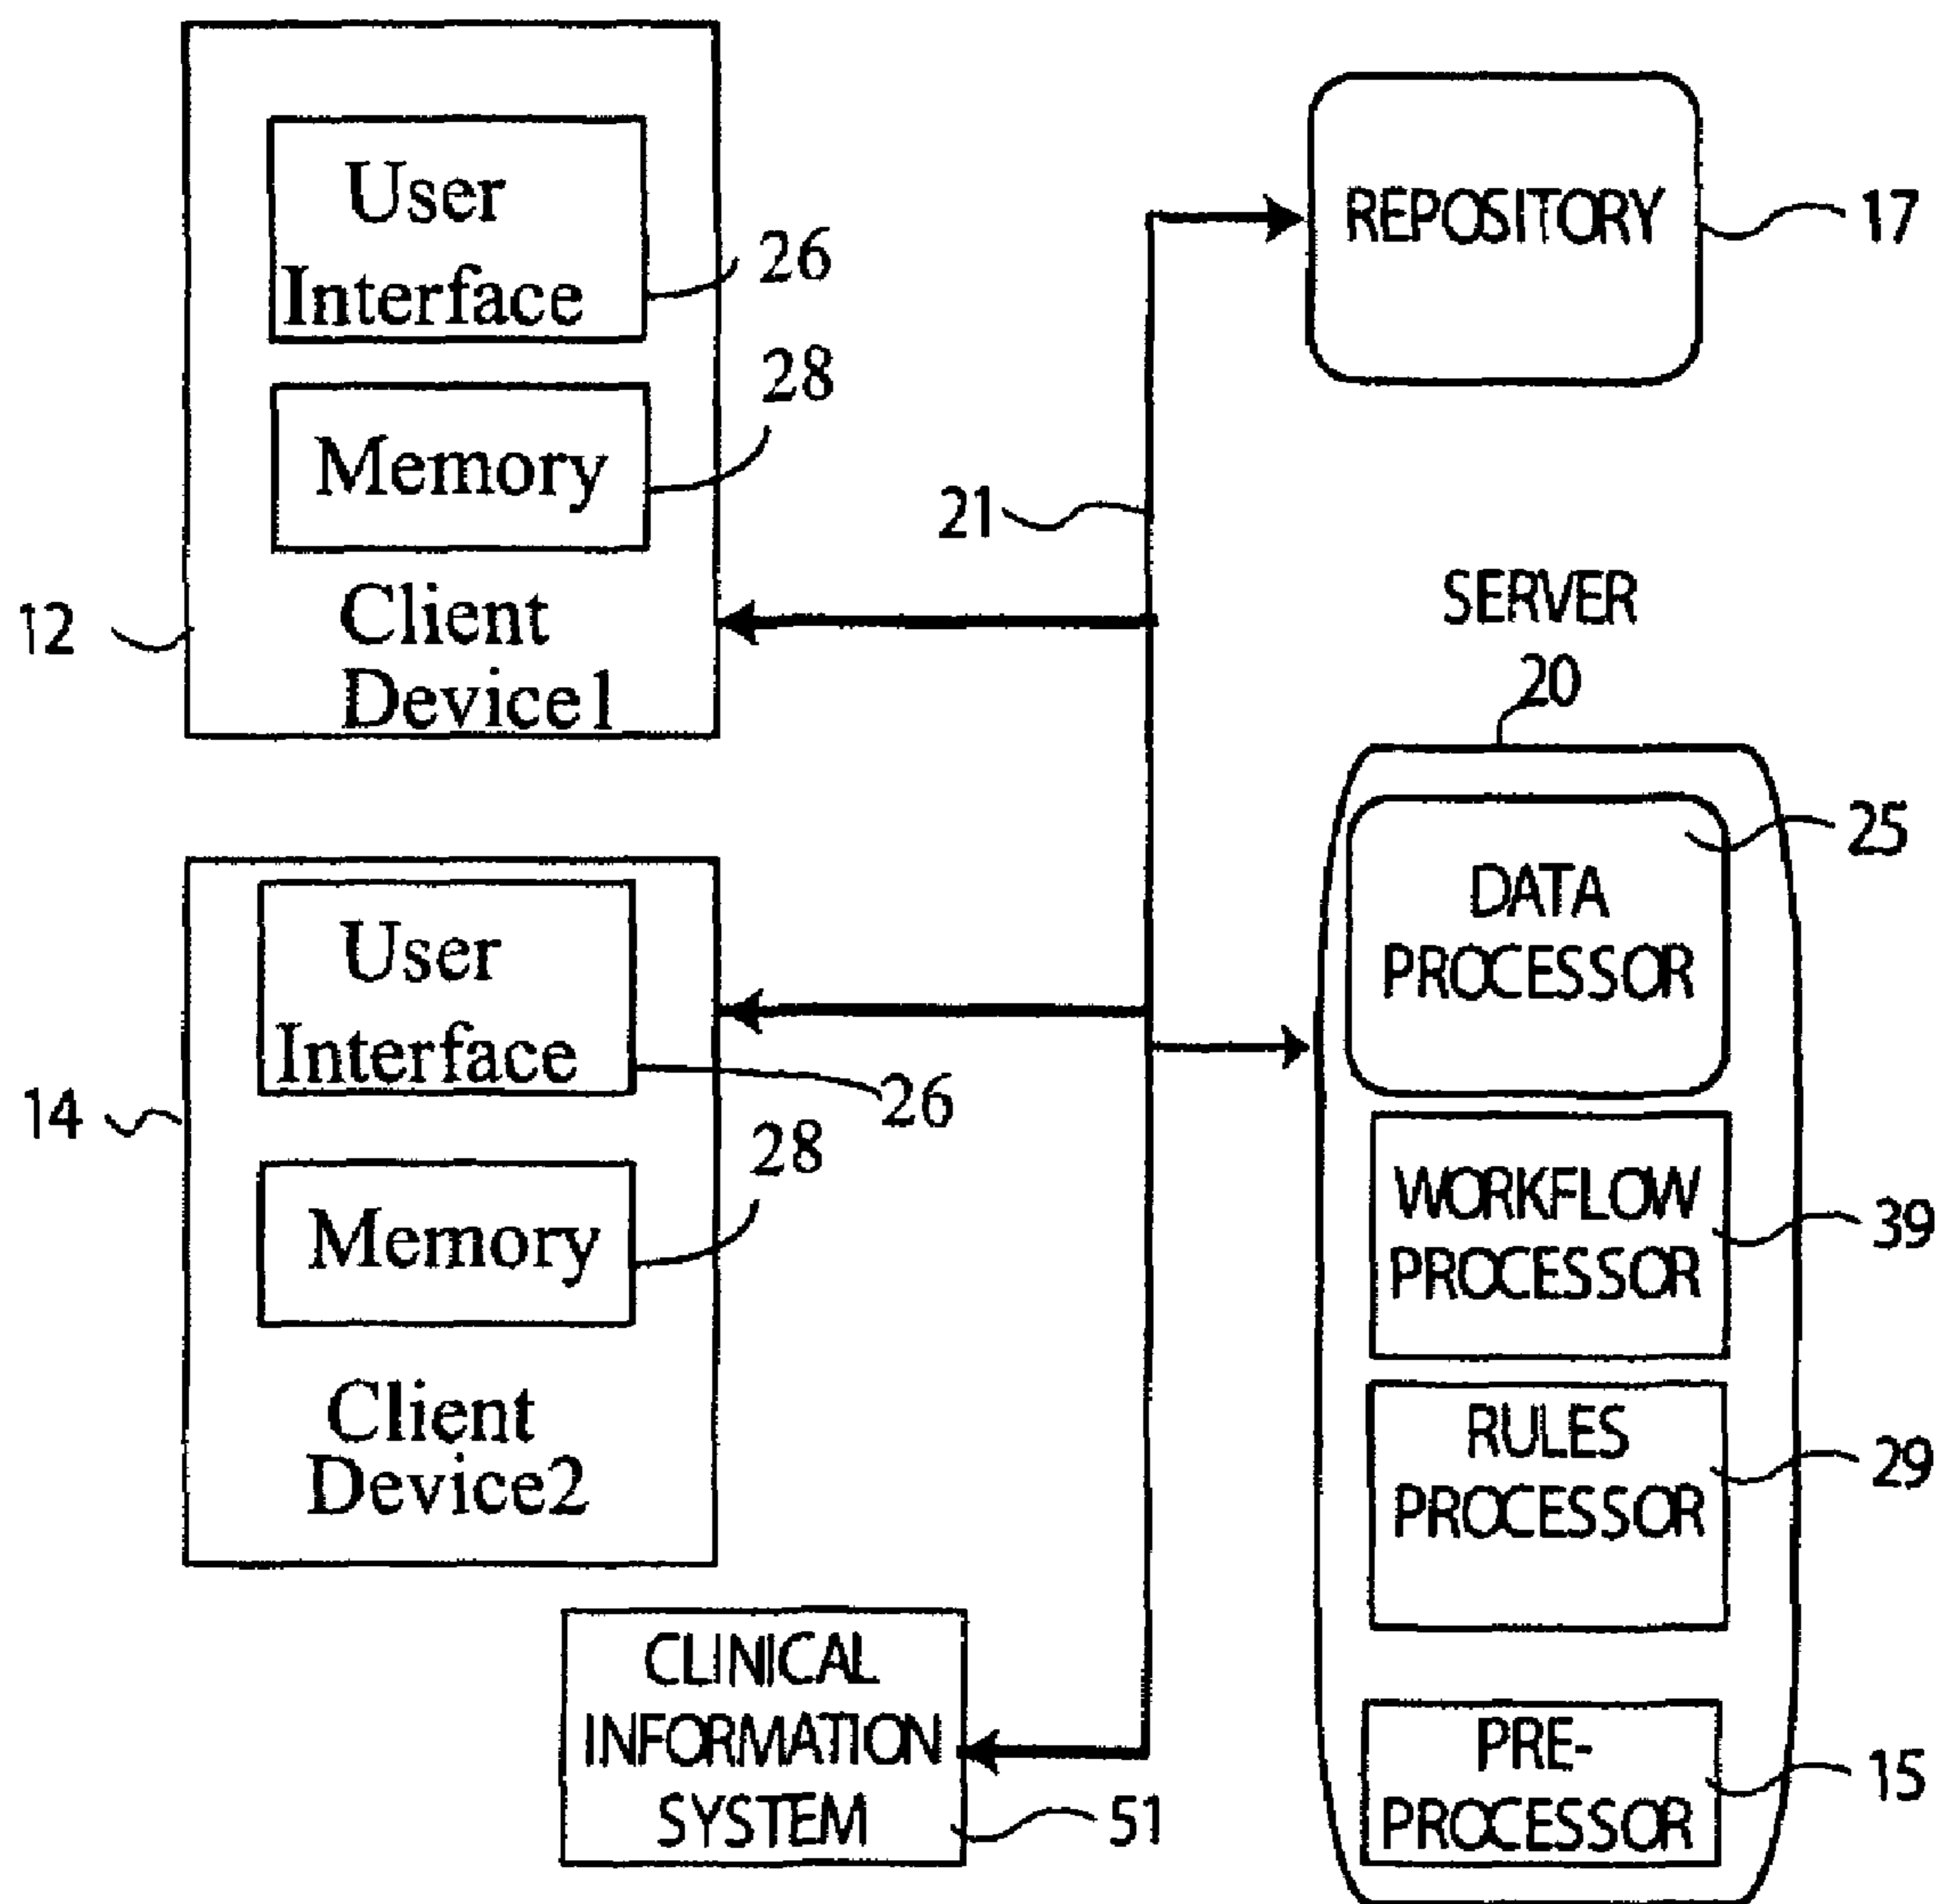 User
Interface
26
28
Memory
Client
Device1
12
REPOSITORY
17
21
SERVER
20
DATA
PROCESSOR
25
WORKFLOW
PROCESSOR
39
RULES
PROCESSOR
29
PRE-
PROCESSOR
15
User
Interface
26
28
Memory
Client
Device2
14
CLINICAL
INFORMATION
SYSTEM
51